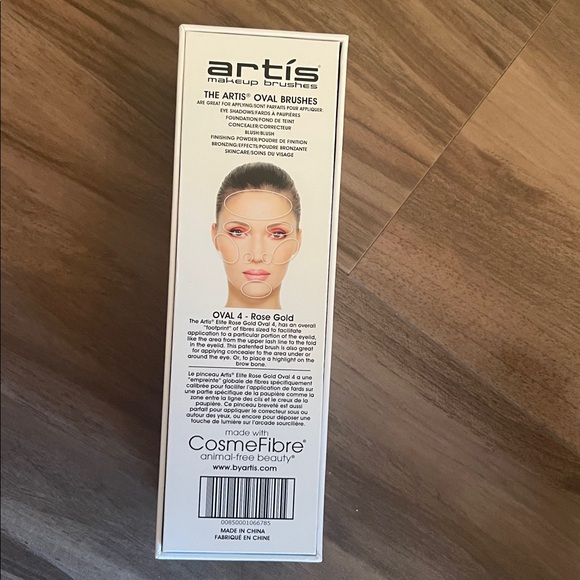 artís®
makeup brushes
THE ARTIS® OVAL BRUSHES
ARE GREAT FOR APPLYING/SONT PARFAITS POUR APPLIQUER:
EYE SHADOWS/FARDS À PAUPIÈRES
FOUNDATION/FOND DE TEINT
CONCEALER/CORRECTEUR
BLUSH/BLUSH
FINISHING POWDER/POUDRE DE FINITION
BRONZING/EFFECTS/POUDRE BRONZANTE
SKINCARE/SOINS DU VISAGE
OVAL 4 - Rose Gold
The Artis® Elite Rose Gold Oval 4, has an overall
"footprint" of fibres sized to facilitate
application to a particular portion of the eyelid,
like the area from the upper lash line to the fold
in the eyelid. This patented brush is also great
for applying concealer to the area under or
around the eye. Or, to place a highlight on the
brow bone.
Le pinceau Artis® Elite Rose Gold Oval 4 a une
"empreinte" globale de fibres spécifiquement
calibrée pour faciliter l'application de fards sur
une partie spécifique de la paupière comme la
zone entre la ligne des cils et le creux de la
paupière. Ce pinceau breveté est aussi
parfait pour appliquer le correcteur sous ou
autour des yeux, ou encore pour déposer une
touche de lumière sur l'arcade sourcilière.
made with
CosmeFibre®
animal-free beauty®
www.byartis.com
00850001066785
MADE IN CHINA
FABRIQUÉ EN CHINE